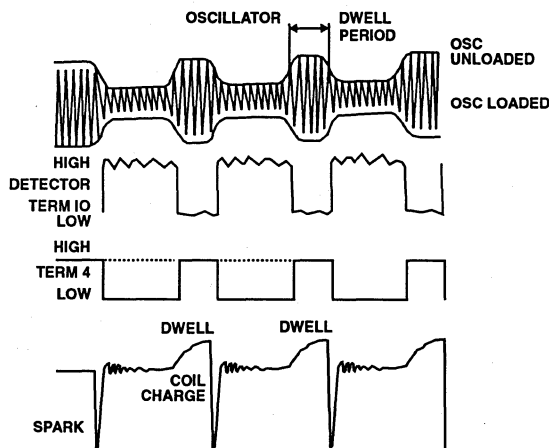 OSCILLATOR
DWELL
PERIOD
OSC
UNLOADED
OSC LOADED
HIGH
DETECTOR
TERM IO
LOW
HIGH
TERM 4
LOW
DWELL
DWELL
COIL
CHARGE
SPARK